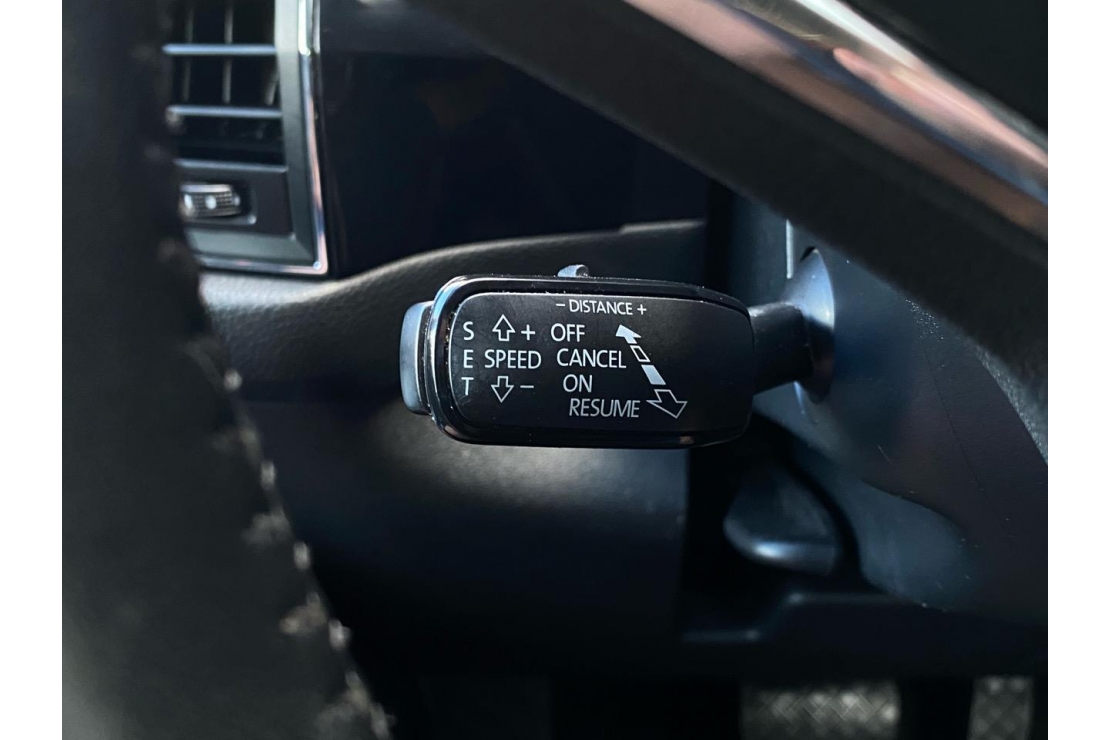 − DISTANCE +
S + OFF
E SPEED CANCEL
T − ON
RESUME